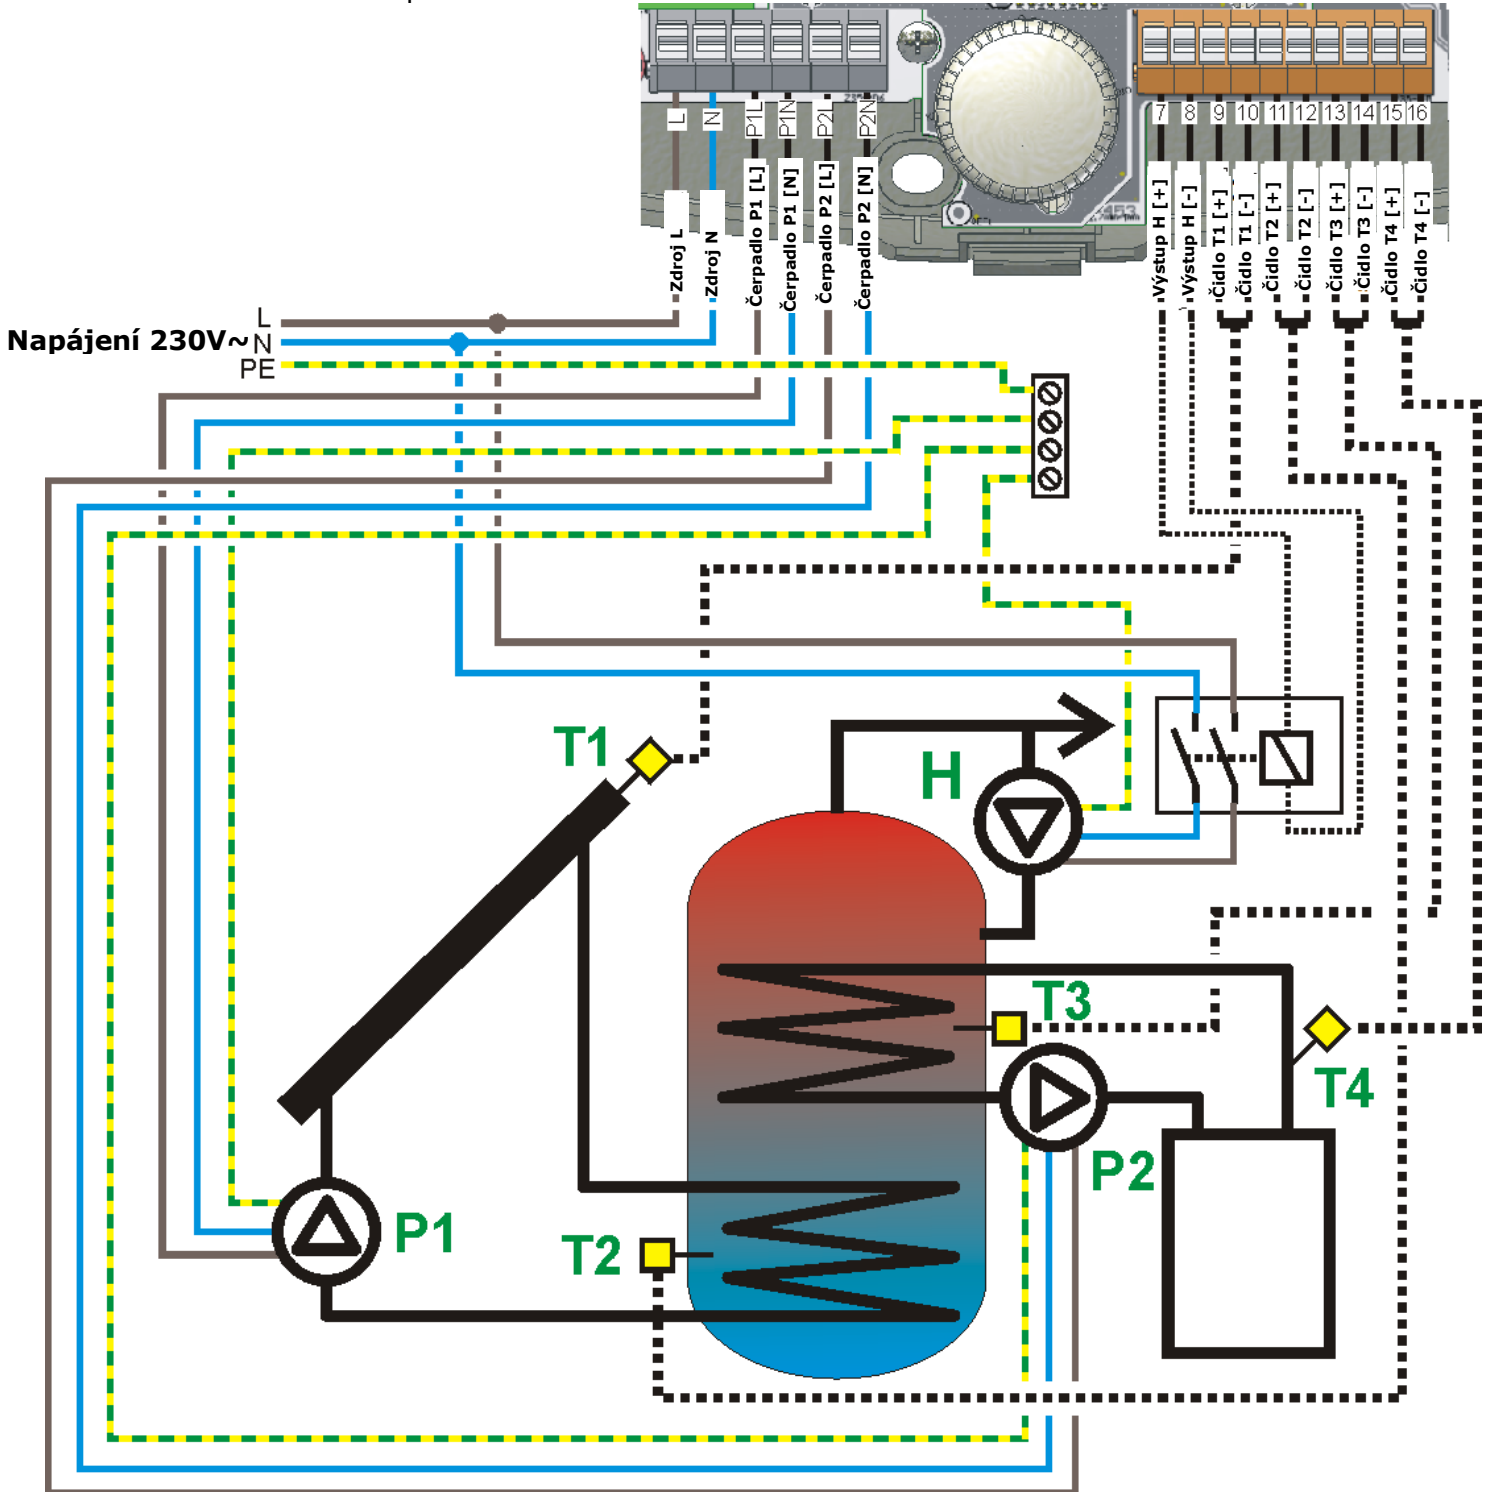 L
N
P1L
P1N
P2L
P2N
7
8
9
10
11
12
13
14
15
16
Zdroj L
Zdroj N
Čerpadlo P1 [L]
Čerpadlo P1 [N]
Čerpadlo P2 [L]
Čerpadlo P2 [N]
Výstup H [+]
Výstup H [-]
Čidlo T1 [+]
Čidlo T1 [-]
Čidlo T2 [+]
Čidlo T2 [-]
Čidlo T3 [+]
Čidlo T3 [-]
Čidlo T4 [+]
Čidlo T4 [-]
L
Napájení 230V~ N
PE
T1
H
T3
T4
P2
P1
T2